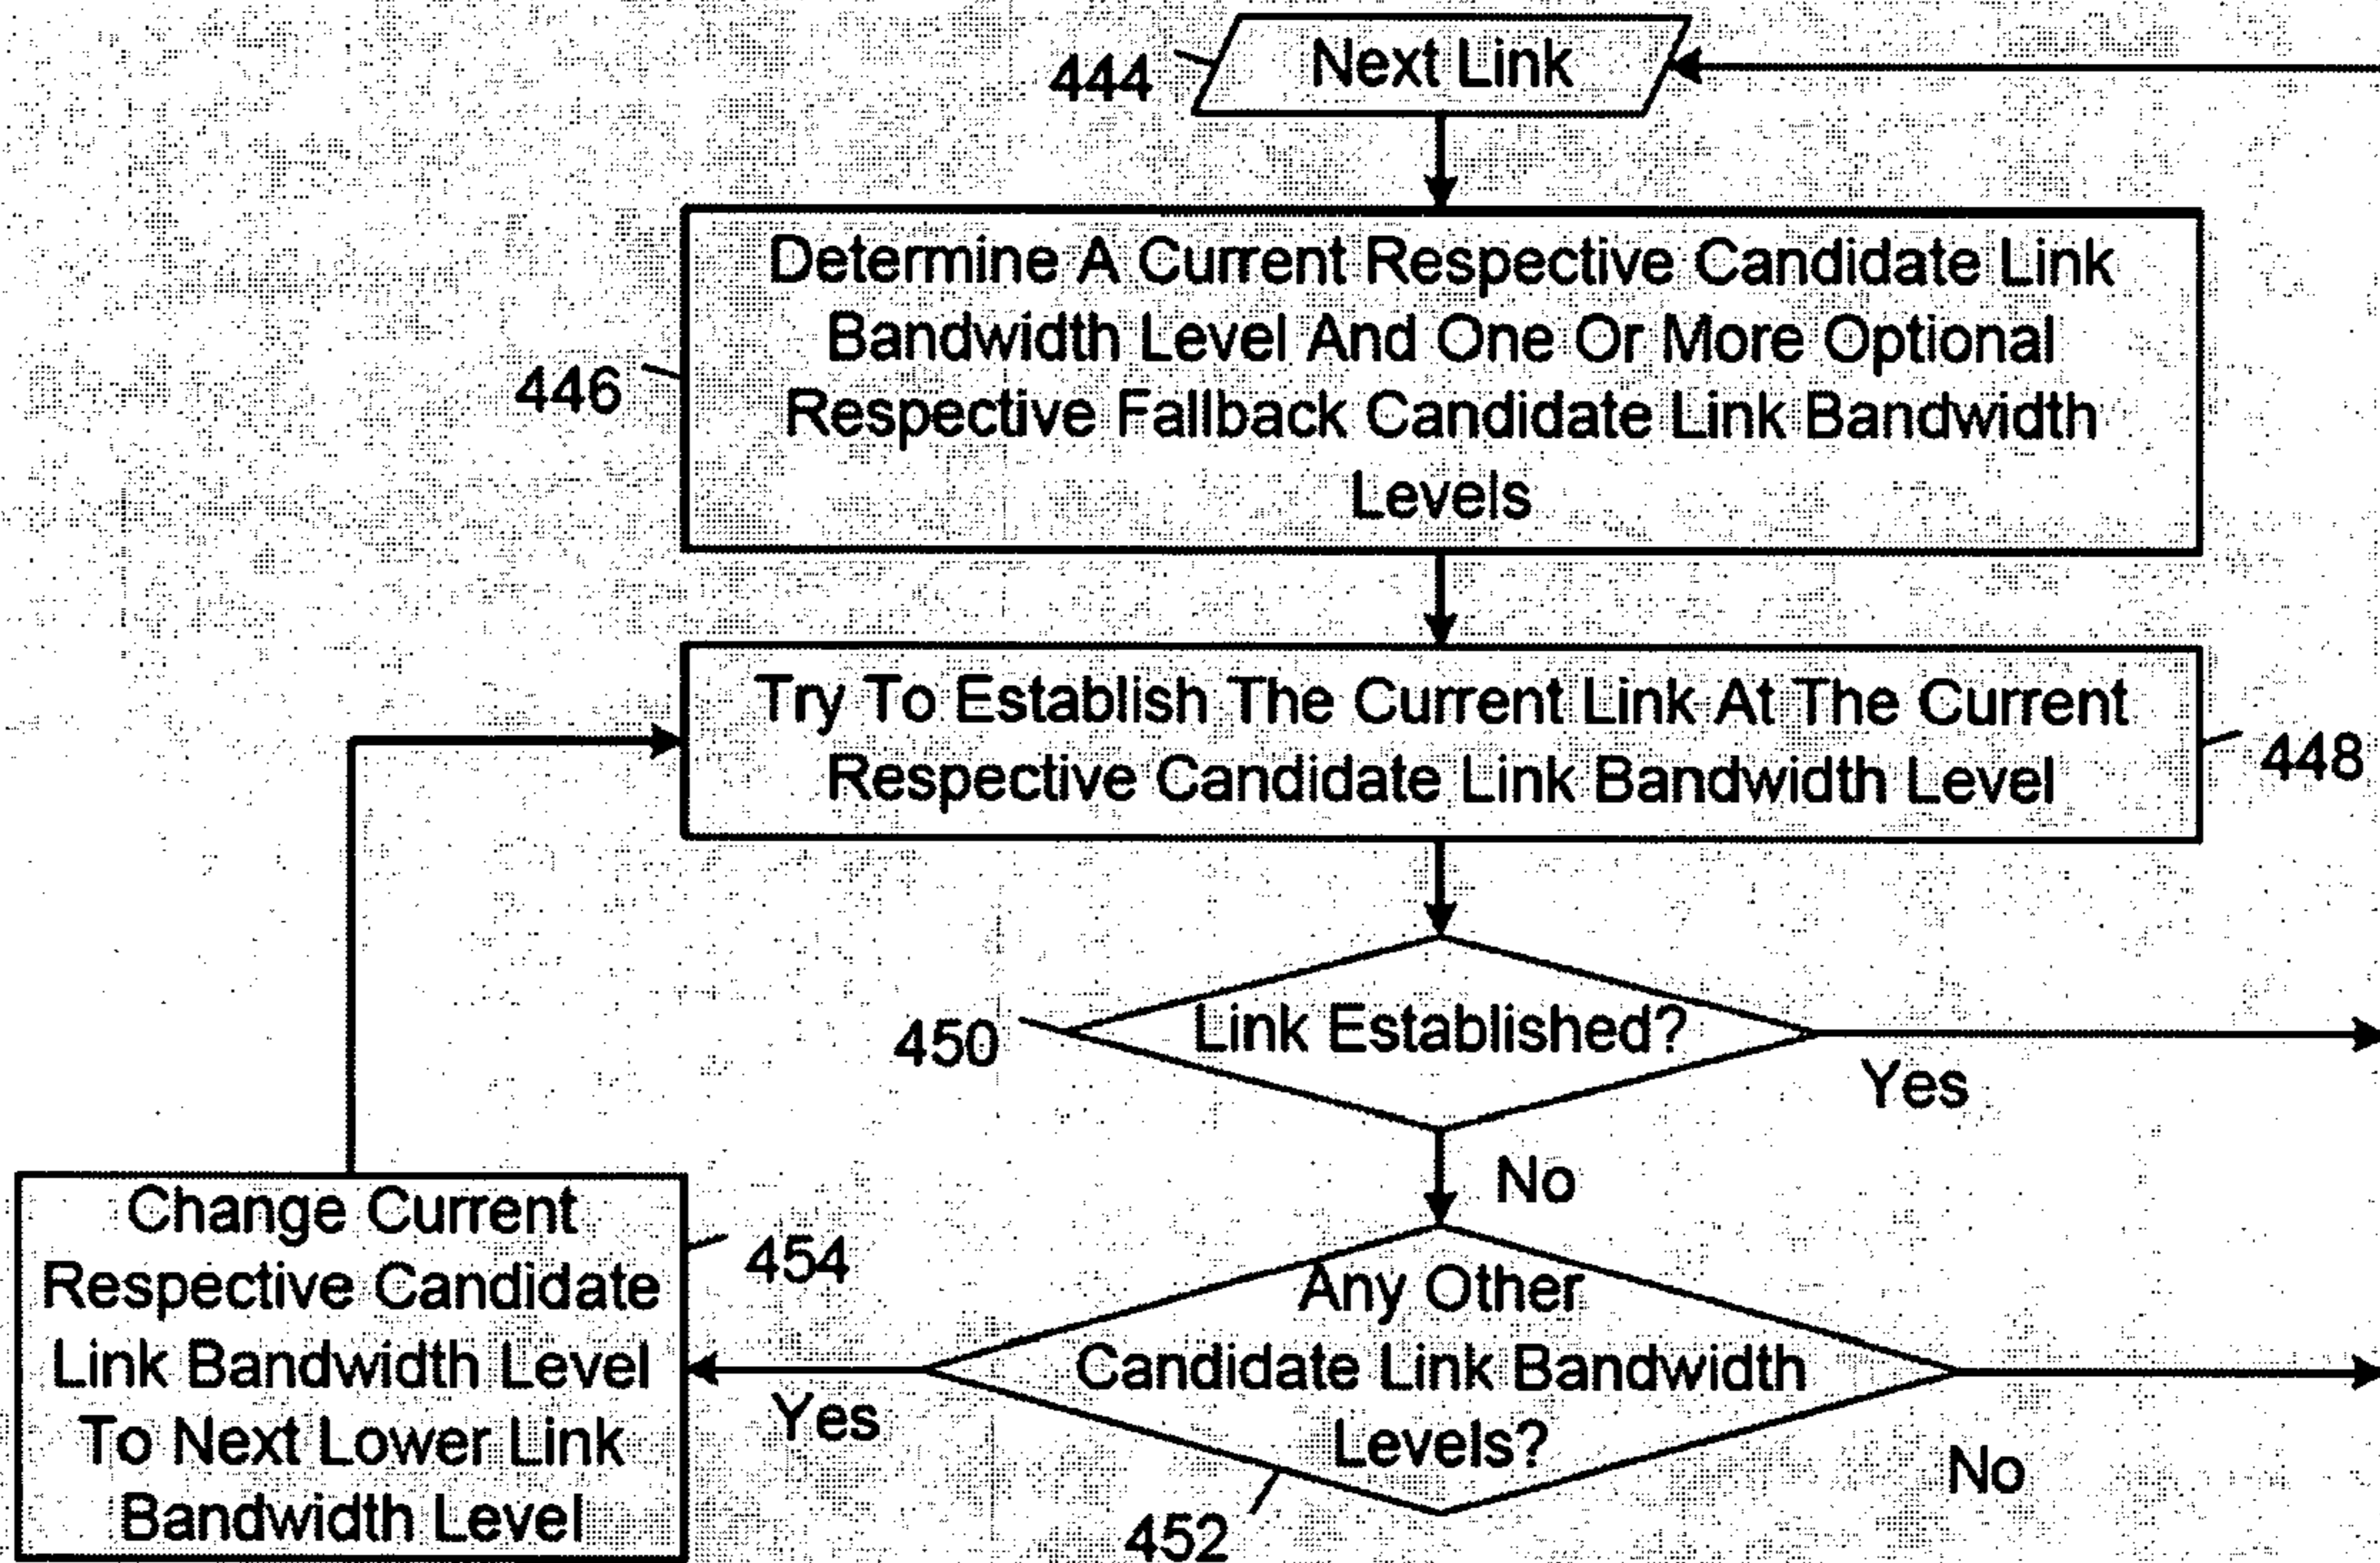 444
Next Link
Determine A Current Respective Candidate Link
Bandwidth Level And One Or More Optional
Respective Fallback Candidate Link Bandwidth
Levels
446
Try To Establish The Current Link At The Current
Respective Candidate Link Bandwidth Level
448
Link Established?
450
Yes
No
Any Other
Candidate Link Bandwidth
Levels?
452
Yes
No
Change Current
Respective Candidate
Link Bandwidth Level
To Next Lower Link
Bandwidth Level
454